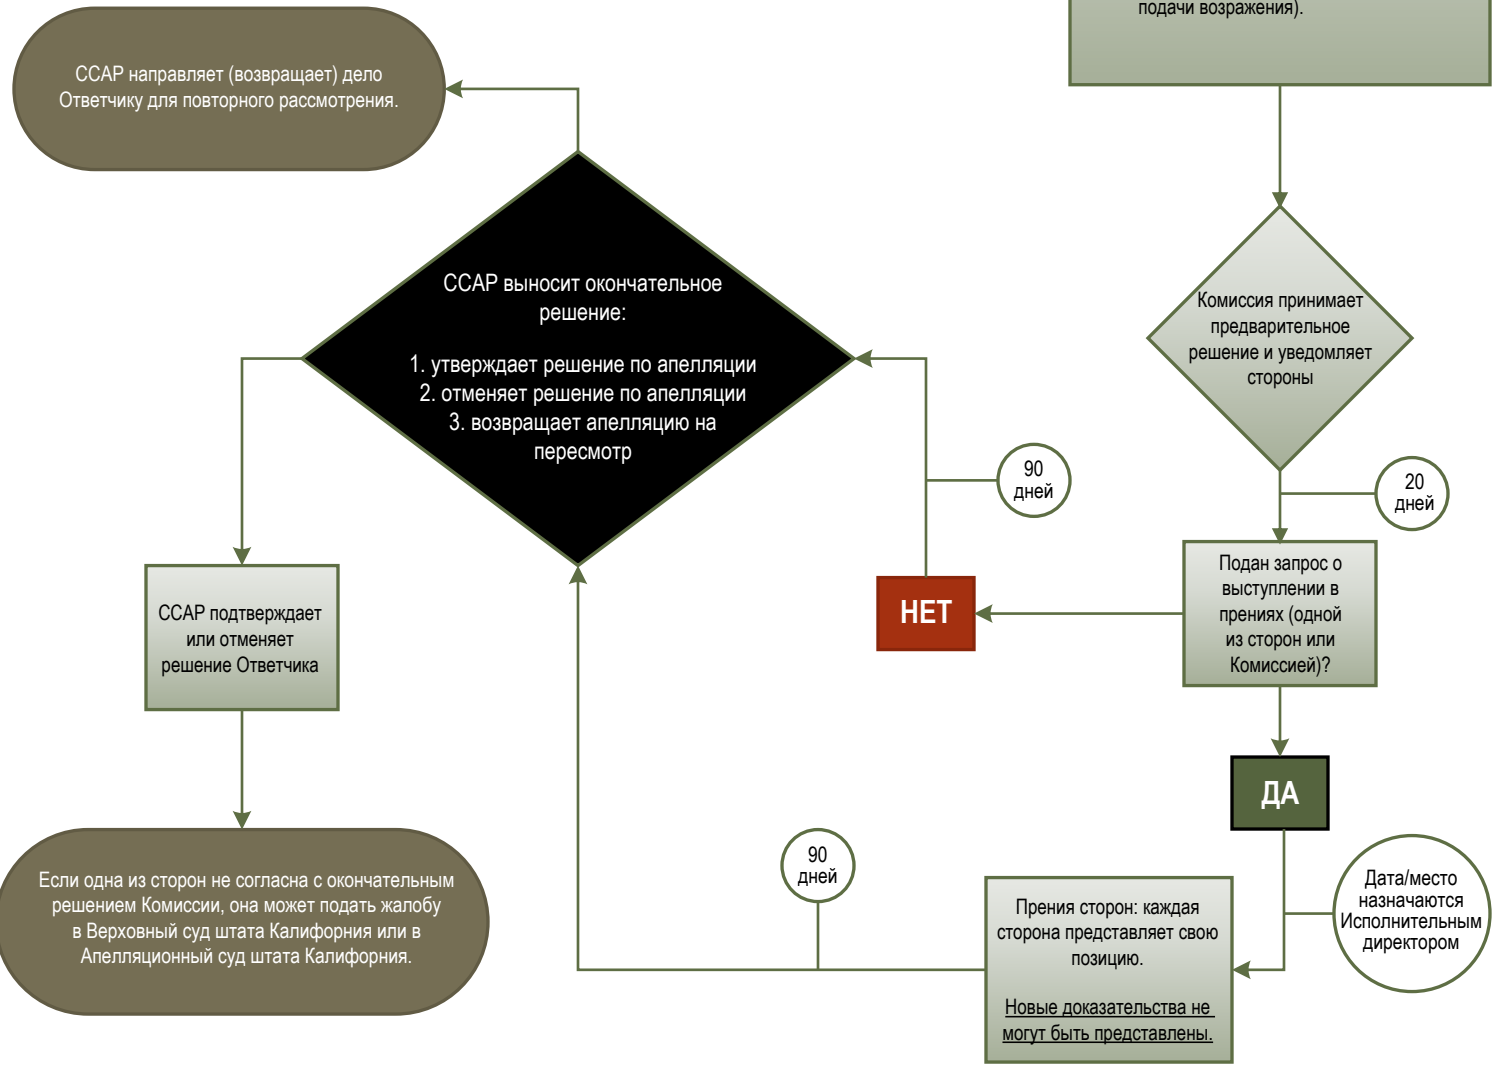 подачи возражения).
ССАР направляет (возвращает) дело
Ответчику для повторного рассмотрения.
ССАР выносит окончательное
решение:
1. утверждает решение по апелляции
2. отменяет решение по апелляции
3. возвращает апелляцию на
пересмотр
Комиссия принимает
предварительное
решение и уведомляет
стороны
90
дней
20
дней
Подан запрос о
выступлении в
прениях (одной
из сторон или
Комиссией)?
НЕТ
ССАР подтверждает
или отменяет
решение Ответчика
ДА
90
дней
Дата/место
назначаются
Исполнительным
директором
Прения сторон: каждая
сторона представляет свою
позицию.
Новые доказательства не
могут быть представлены.
Если одна из сторон не согласна с окончательным
решением Комиссии, она может подать жалобу
в Верховный суд штата Калифорния или в
Апелляционный суд штата Калифорния.